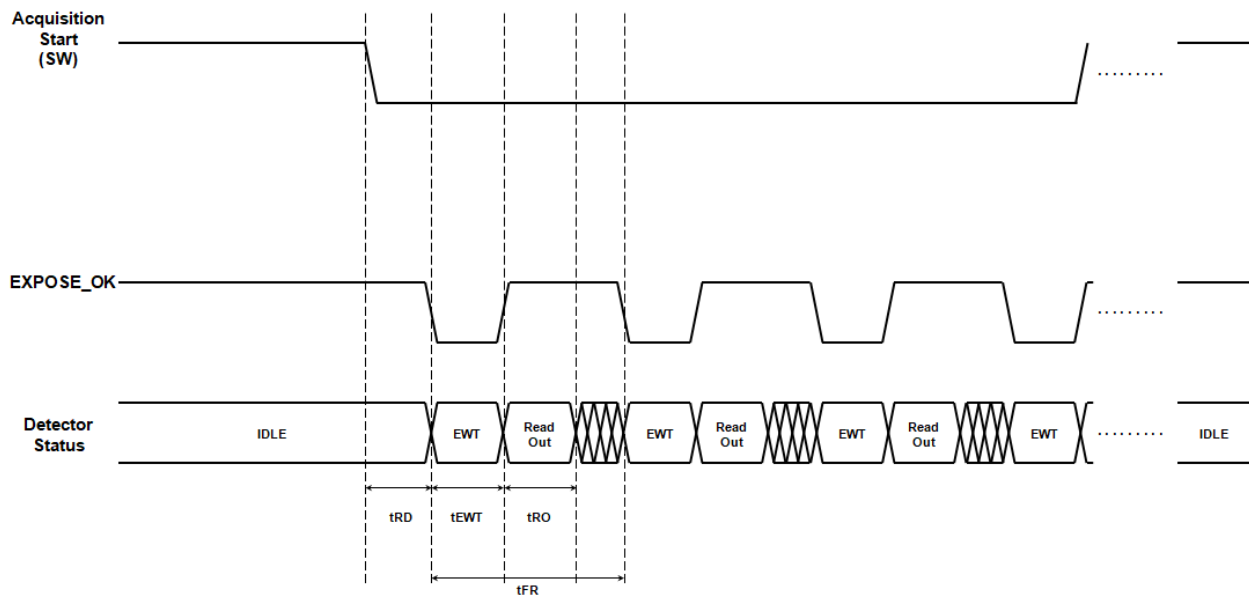 Acquisition
Start
(SW)
.........
EXPOSE_OK
.........
Detector
Status
IDLE
EWT
Read
Out
EWT
Read
Out
EWT
Read
Out
EWT
.........
IDLE
tRD
tEWT
tRO
tFR